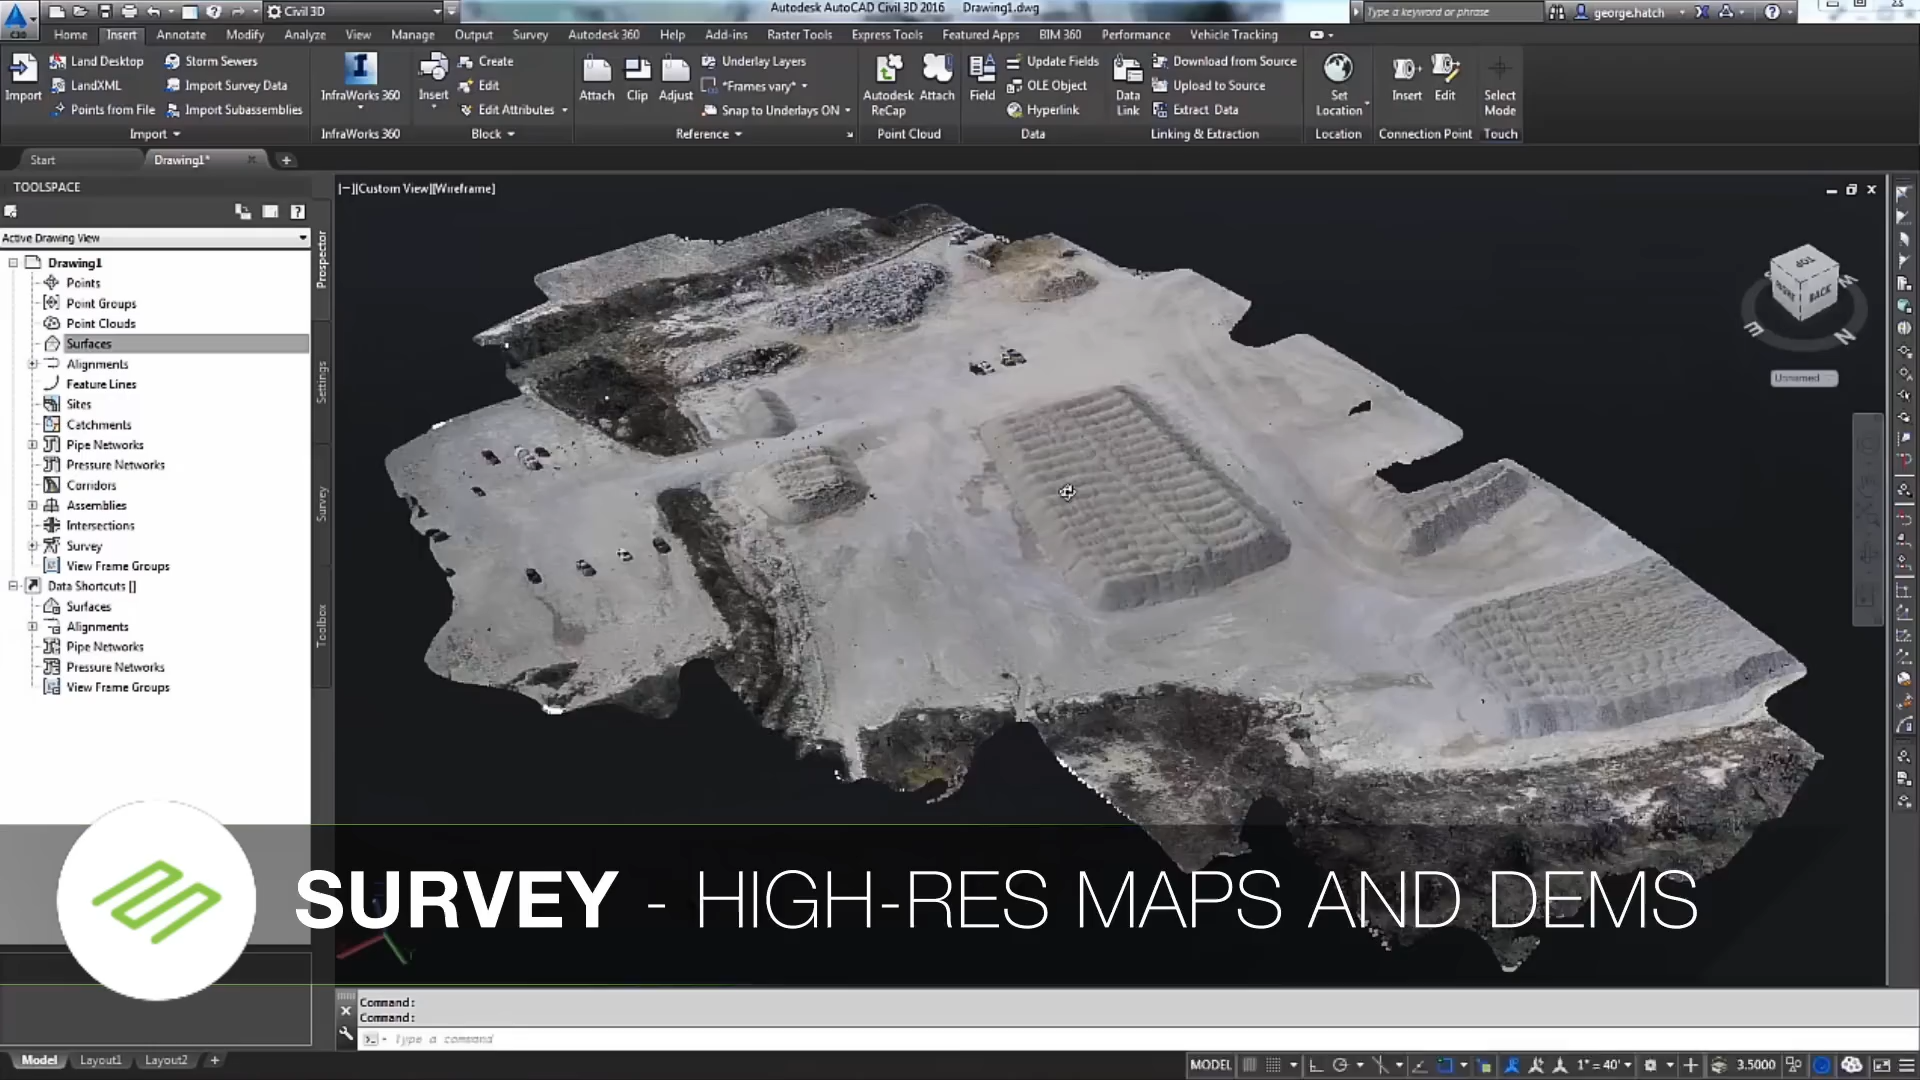 Civil 3D
Autodesk AutoCAD Civil 3D 2016 Drawing1.dwg
Type a keyword or phrase
george.hatch
Home Insert Annotate Modify Analyze View Manage Output Survey Autodesk 360 Help Add-ins Raster Tools Express Tools Featured Apps BIM 360 Performance Vehicle Tracking
Import
Land Desktop
LandXML
Points from File
Storm Sewers
Import Survey Data
Import Subassemblies
Import
InfraWorks 360
InfraWorks 360
Insert
Create
Edit
Edit Attributes
Block
Attach Clip Adjust
Underlay Layers
*Frames vary*
Snap to Underlays ON
Reference
Autodesk
ReCap
Attach
Point Cloud
Field
Update Fields
OLE Object
Hyperlink
Data
Data
Link
Download from Source
Upload to Source
Extract Data
Linking & Extraction
Set
Location
Location
Insert Edit
Connection Point
Select
Mode
Touch
Start Drawing1*
TOOLSPACE
Active Drawing View
Drawing1
Points
Point Groups
Point Clouds
Surfaces
Alignments
Feature Lines
Sites
Catchments
Pipe Networks
Pressure Networks
Corridors
Assemblies
Intersections
Survey
View Frame Groups
Data Shortcuts []
Surfaces
Alignments
Pipe Networks
Pressure Networks
View Frame Groups
Prospector
Settings
Survey
Toolbox
[−][Custom View][Wireframe]
TOP
BACK
E
N
Unnamed
SURVEY - HIGH-RES MAPS AND DEMS
Command:
Command:
Type a command
Model Layout1 Layout2 +
MODEL
1" = 40'
3.5000